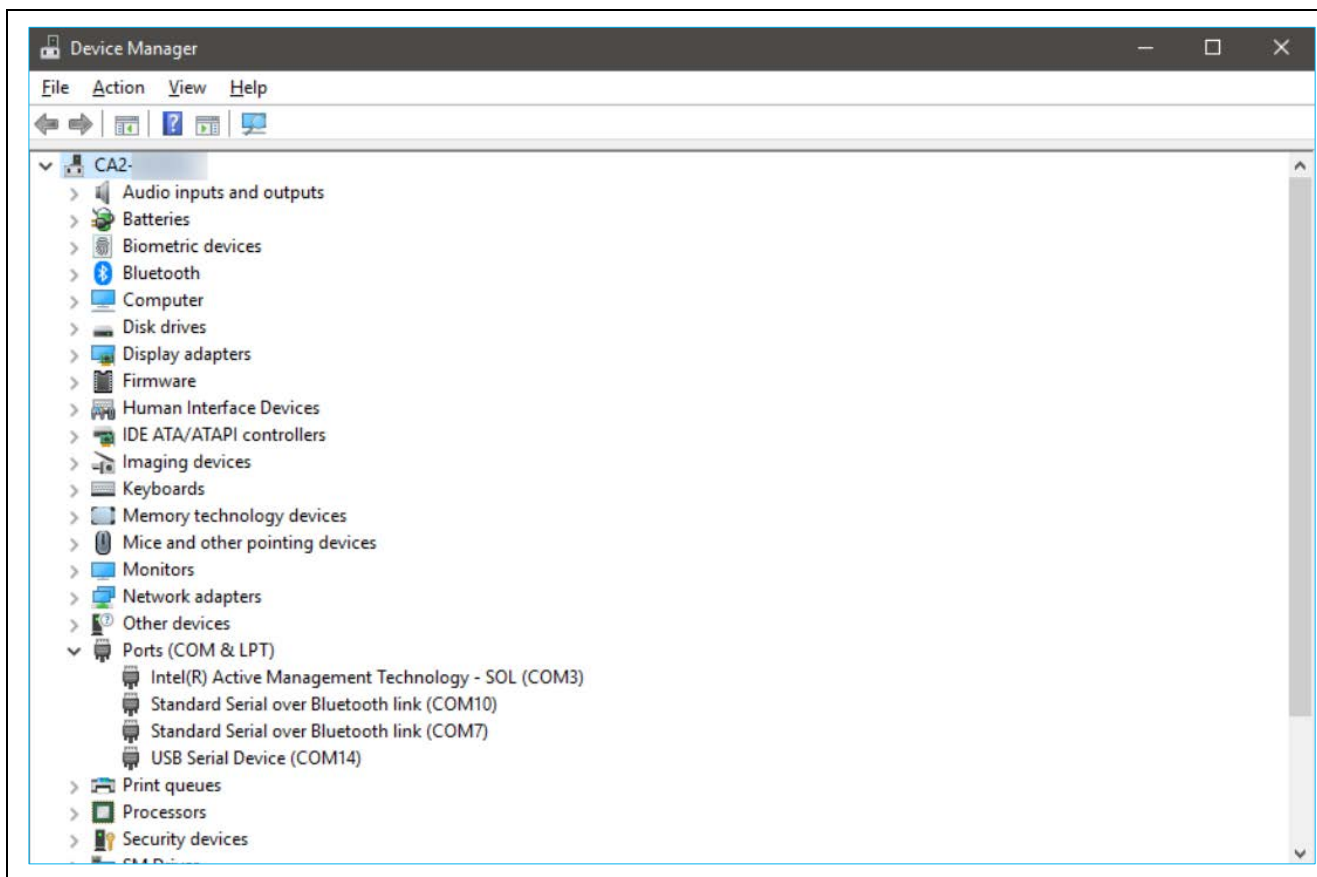 Device Manager
File Action View Help
CA2-
Audio inputs and outputs
Batteries
Biometric devices
Bluetooth
Computer
Disk drives
Display adapters
Firmware
Human Interface Devices
IDE ATA/ATAPI controllers
Imaging devices
Keyboards
Memory technology devices
Mice and other pointing devices
Monitors
Network adapters
Other devices
Ports (COM & LPT)
Intel(R) Active Management Technology - SOL (COM3)
Standard Serial over Bluetooth link (COM10)
Standard Serial over Bluetooth link (COM7)
USB Serial Device (COM14)
Print queues
Processors
Security devices